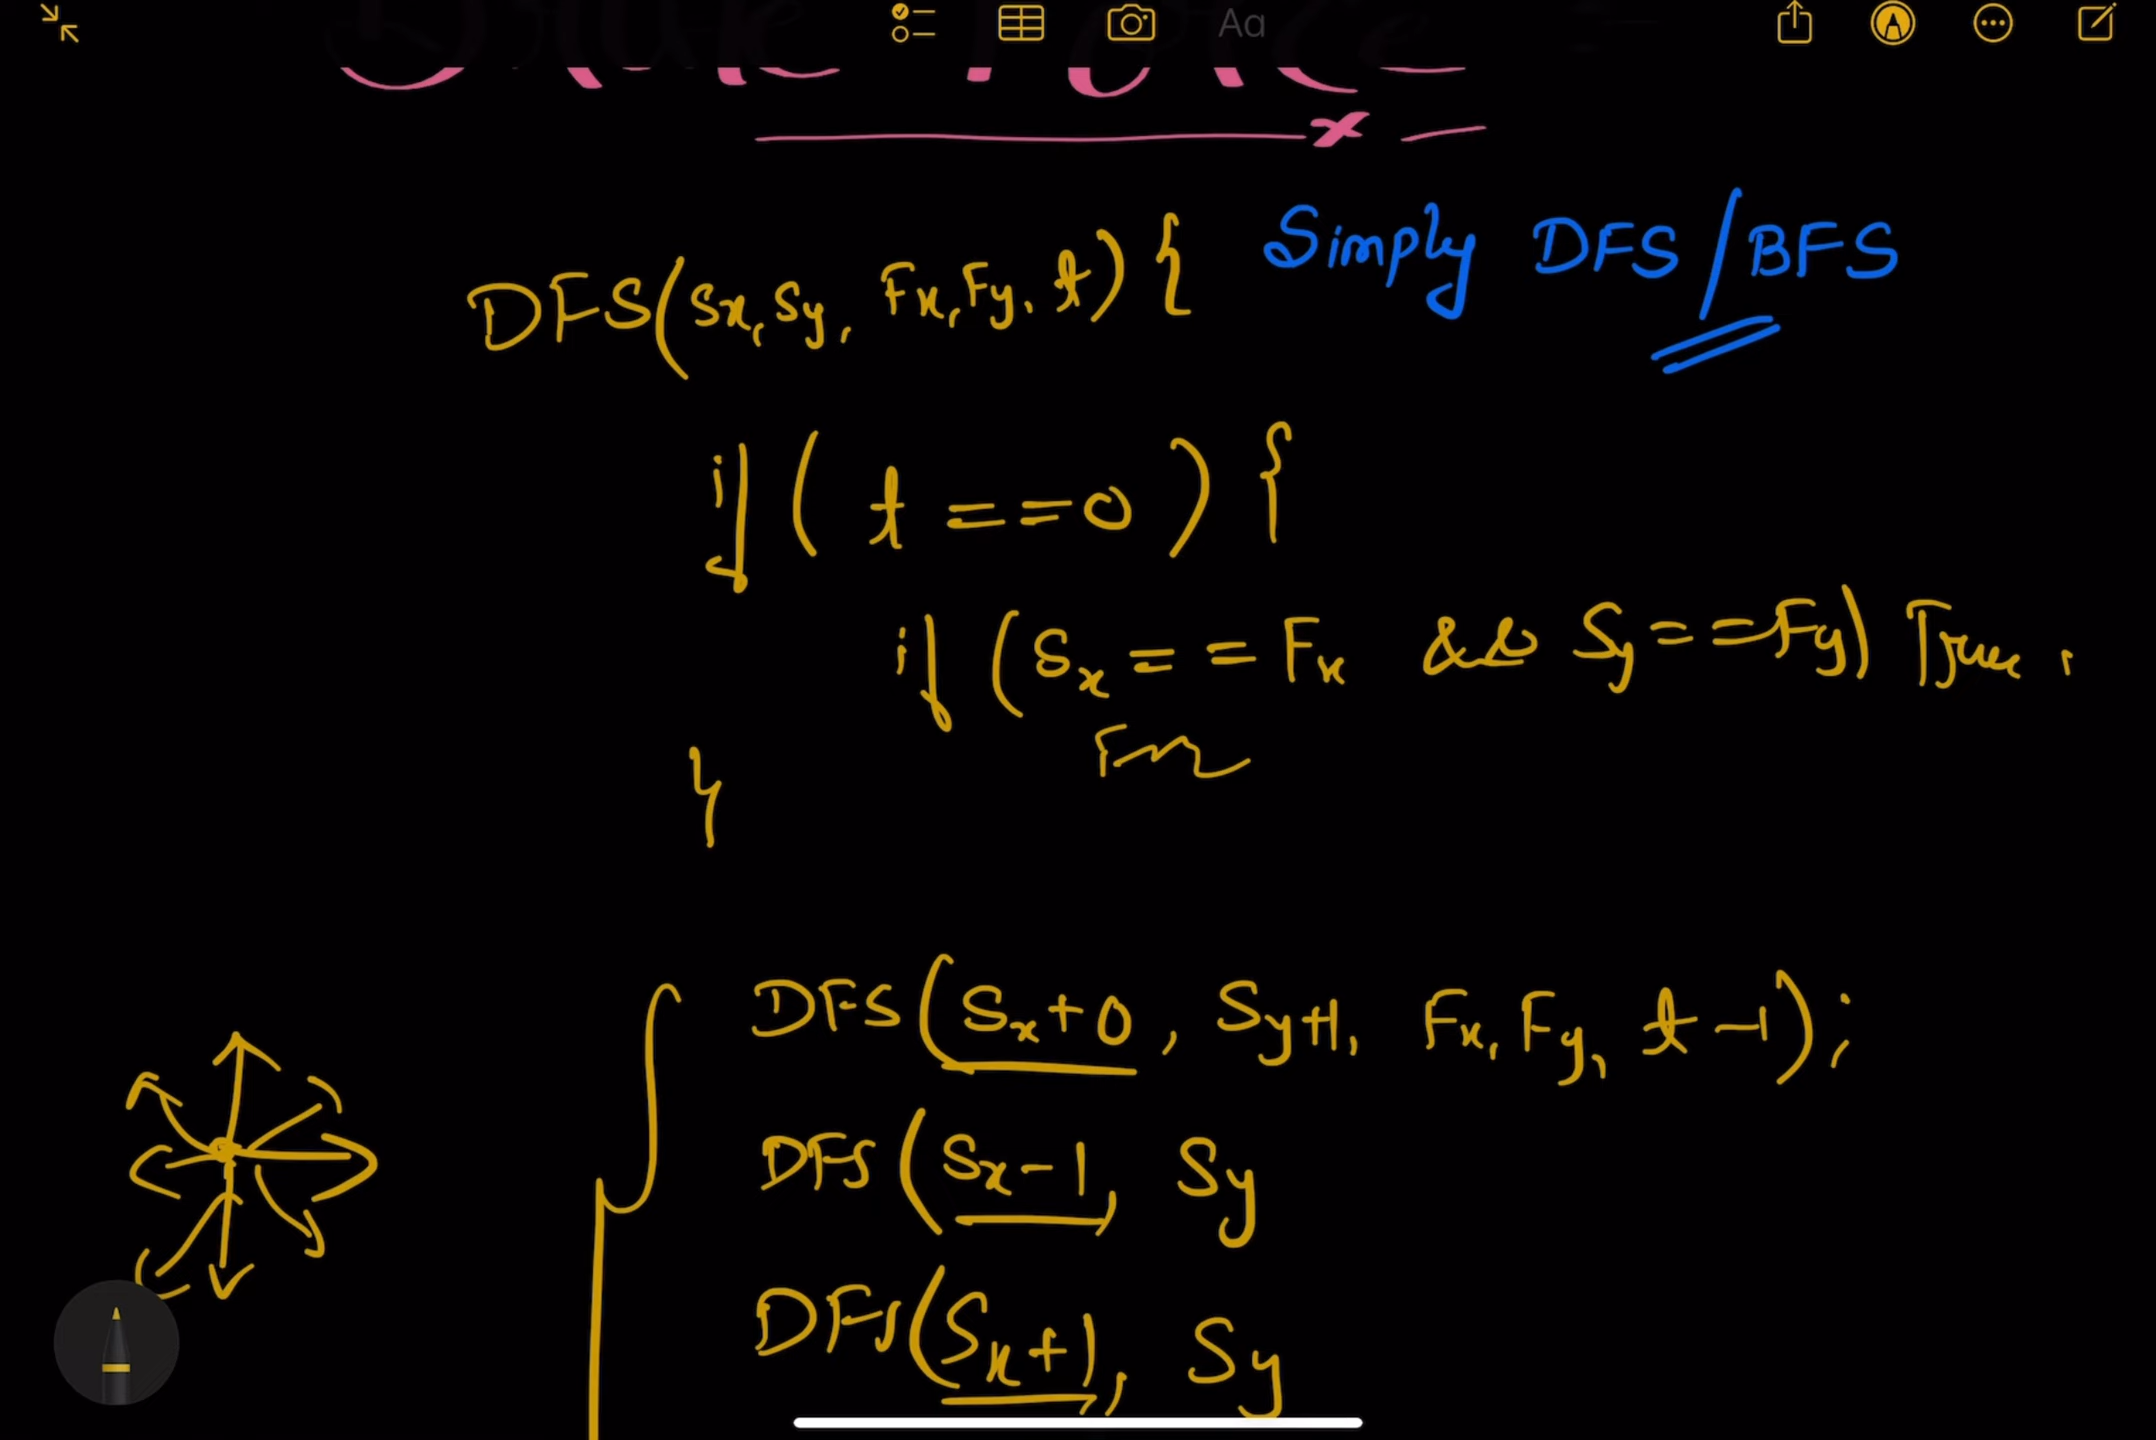 Aa
DFS(Sx, Sy, Fx, Fy, t) { Simply DFS/BFS
if ( t ==0 ) {
if (Sx == Fx && Sy==Fy) True
}
DFS(Sx+0, Sy+1, Fx, Fy, t-1);
DFS(Sx-1, Sy
DFS(Sx+1, Sy